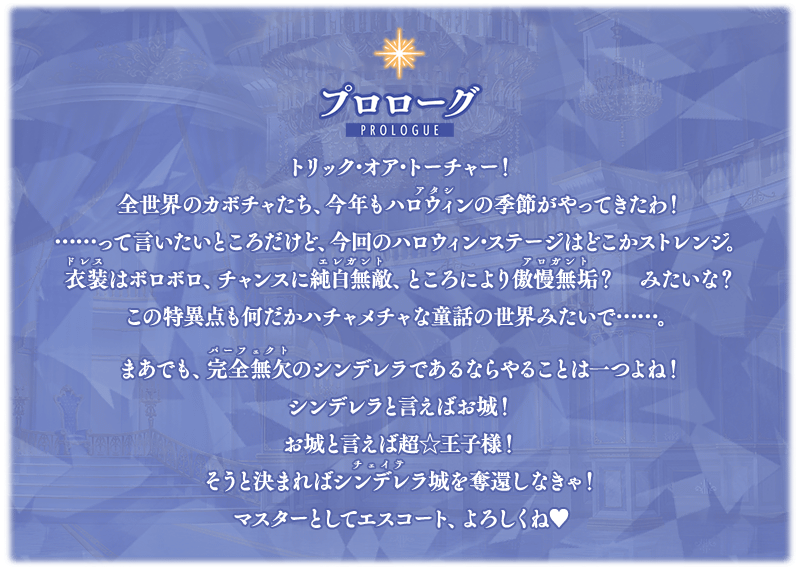 プロローグ
PROLOGUE
トリック・オア・トーチャー！
アタシ
全世界のカボチャたち、今年もハロウィンの季節がやってきたわ！
……って言いたいところだけど、今回のハロウィン・ステージはどこかストレンジ。
ドレス エレガント アロガント
衣装はボロボロ、チャンスに純白無敵、ところにより傲慢無垢？　みたいな？
この特異点も何だかハチャメチャな童話の世界みたいで……。
パーフェクト
まあでも、完全無欠のシンデレラであるならやることは一つよね！
シンデレラと言えばお城！
お城と言えば超☆王子様！
チェイテ
そうと決まればシンデレラ城を奪還しなきゃ！
マスターとしてエスコート、よろしくね♥